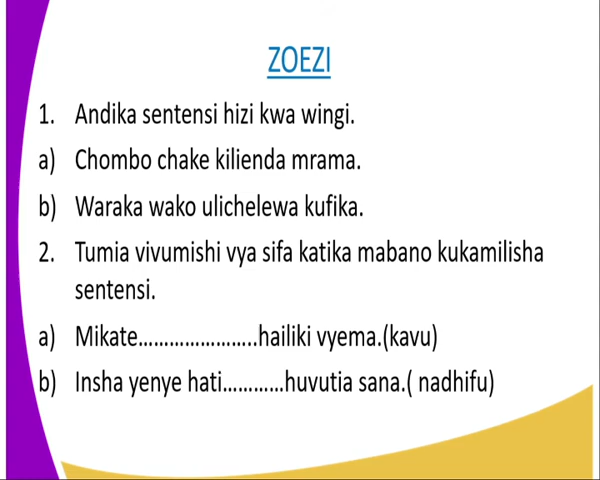 ZOEZI
1. Andika sentensi hizi kwa wingi.
a) Chombo chake kilienda mrama.
b) Waraka wako ulichelewa kufika.
2. Tumia vivumishi vya sifa katika mabano kukamilisha
sentensi.
a) Mikate…………………..hailiki vyema.(kavu)
b) Insha yenye hati…………huvutia sana.( nadhifu)